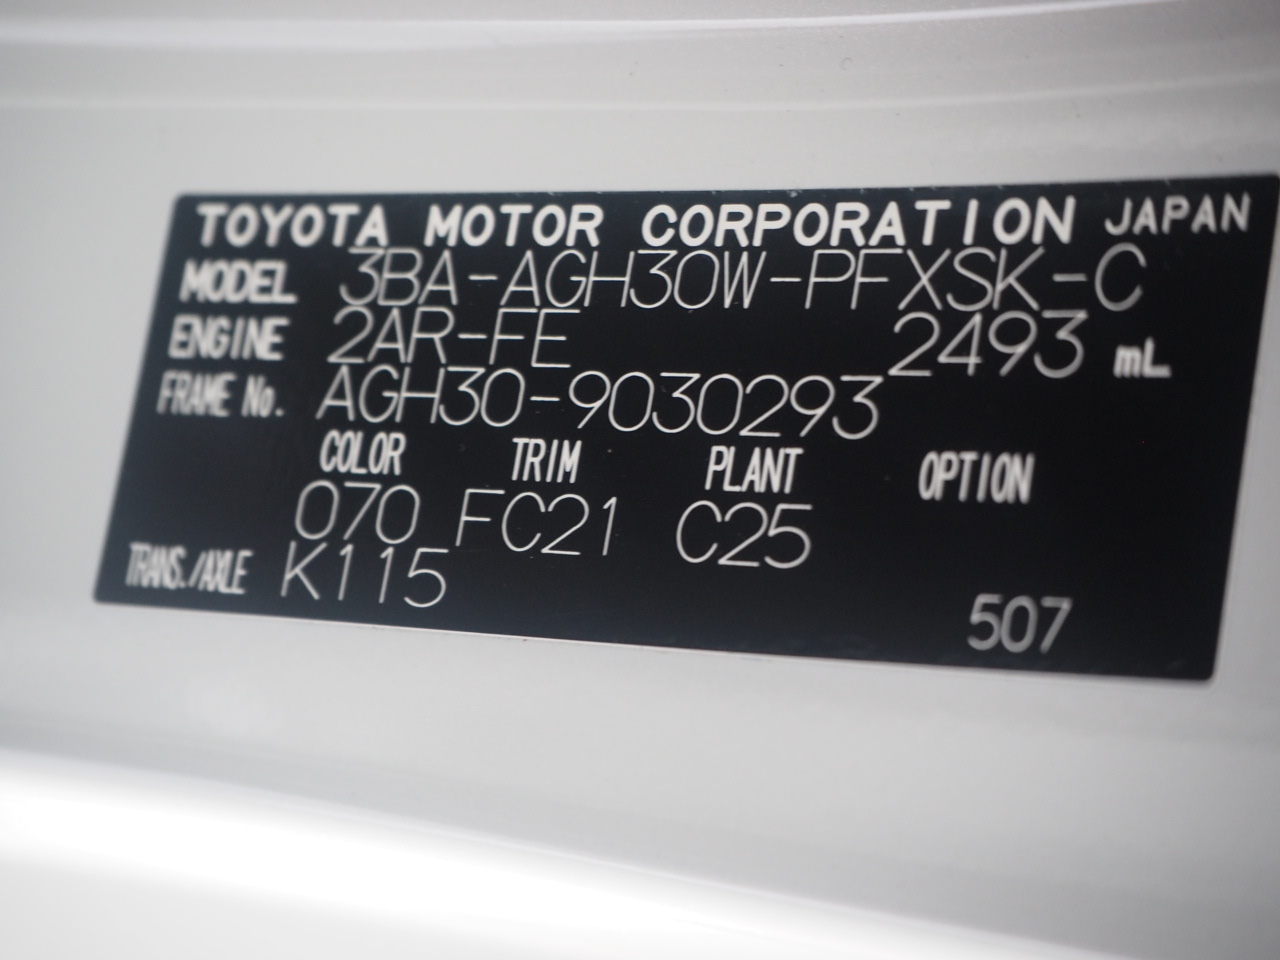 TOYOTA MOTOR CORPORATION JAPAN
MODEL 3BA-AGH30W-PFXSK-C
ENGINE 2AR-FE 2493 mL
FRAME No. AGH30-9030293
COLOR TRIM PLANT OPTION
070 FC21 C25
TRANS./AXLE K115
507